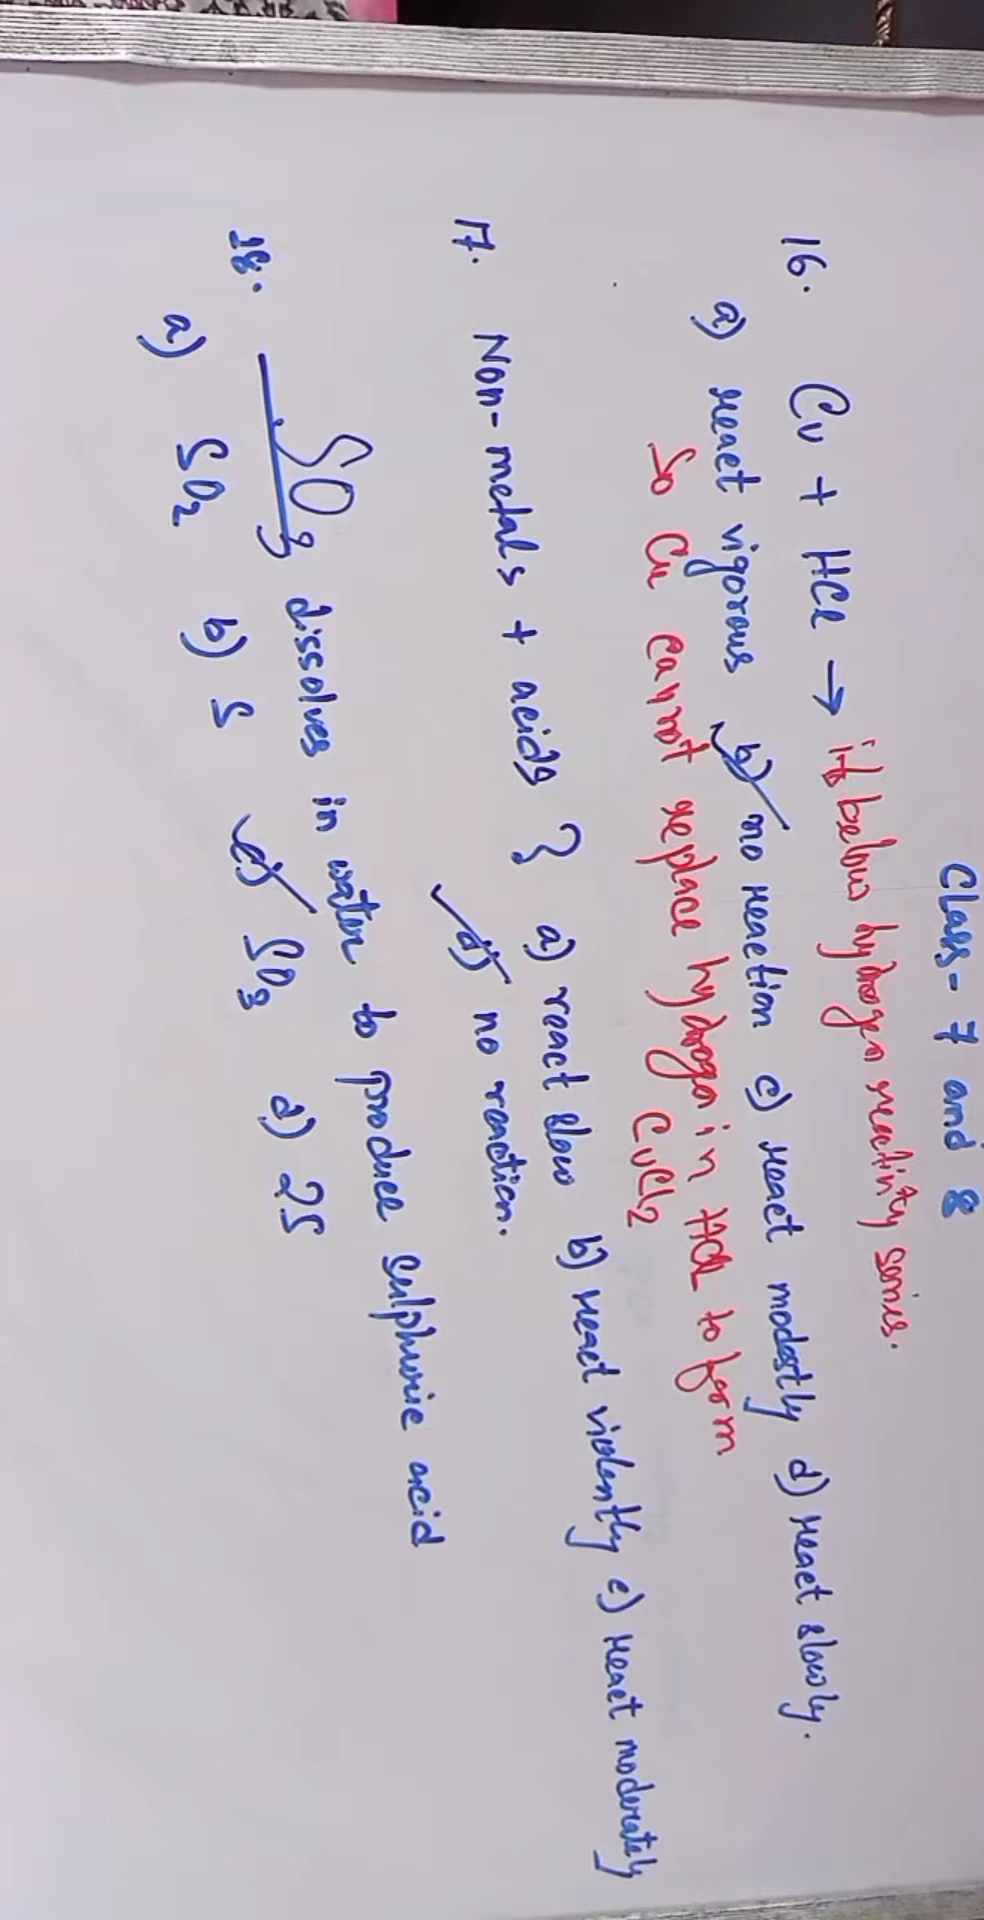 Class- 7 and 8
16. Cu + HCl → its below hydrogen reactivity series.
a) react vigorous b) no reaction c) react modestly d) react slowly.
So Cu cannot replace hydrogen in HCl to form
CuCl2
17. Non-metals + acids } a) react slow b) react violently c) react moderately
d) no reaction.
18. SO3 dissolves in water to produce sulphuric acid
a) SO2 b) S c) SO3 d) 2S